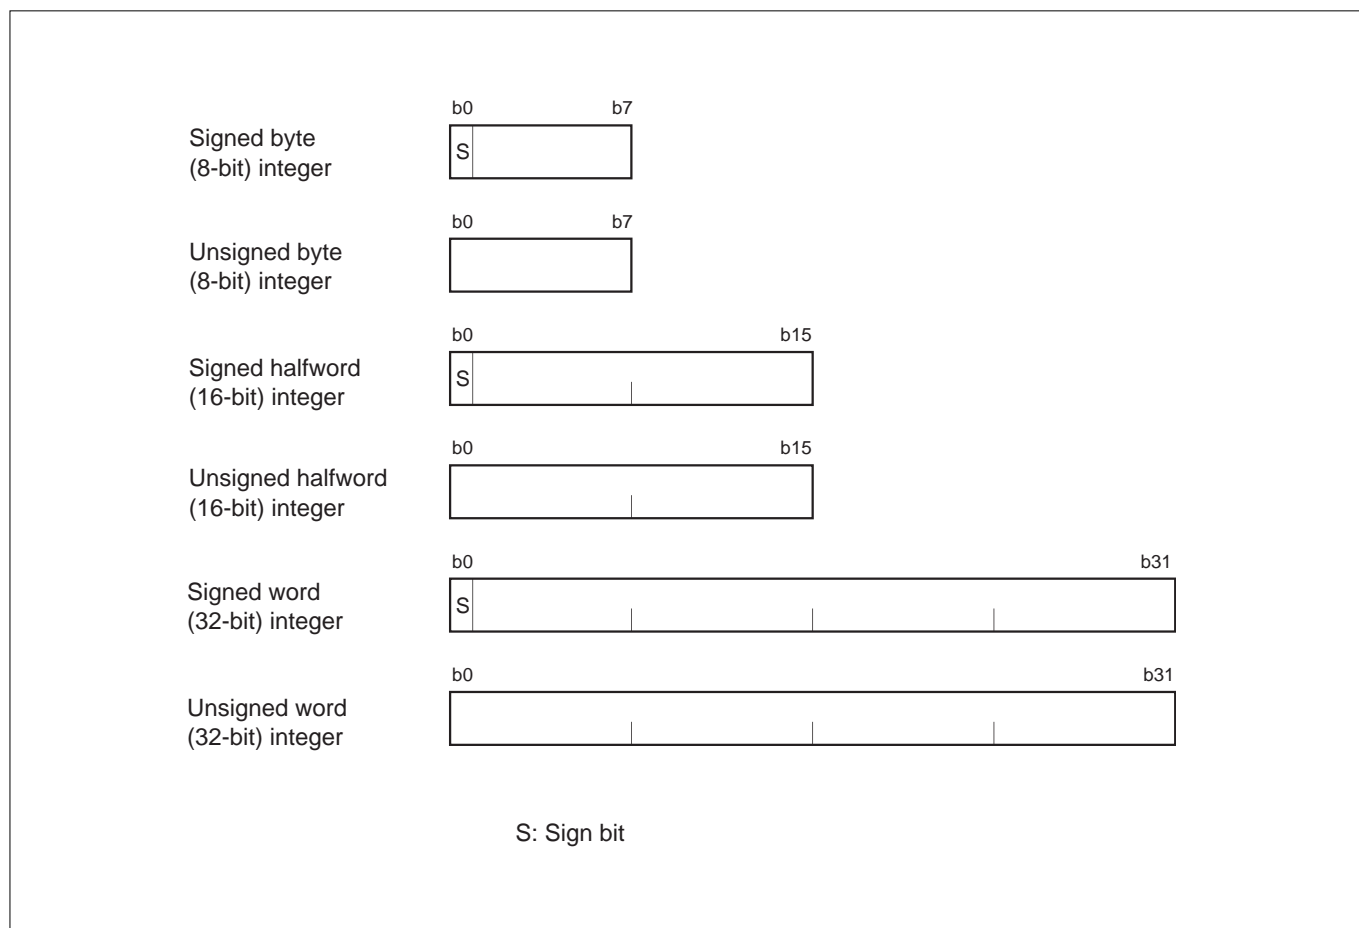 b0 b7
Signed byte
(8-bit) integer
S
b0 b7
Unsigned byte
(8-bit) integer
b0 b15
Signed halfword
(16-bit) integer
S
b0 b15
Unsigned halfword
(16-bit) integer
b0 b31
Signed word
(32-bit) integer
S
b0 b31
Unsigned word
(32-bit) integer
S: Sign bit